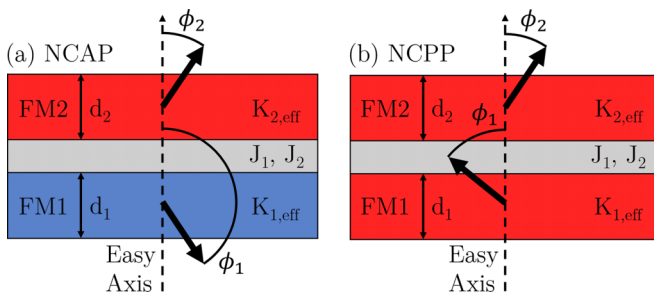 (a) NCAP
ϕ₂
FM2 d₂ K₂,eff
J₁, J₂
FM1 d₁ K₁,eff
ϕ₁
Easy
Axis
(b) NCPP
ϕ₂
FM2 d₂ K₂,eff
ϕ₁
J₁, J₂
FM1 d₁ K₁,eff
Easy
Axis